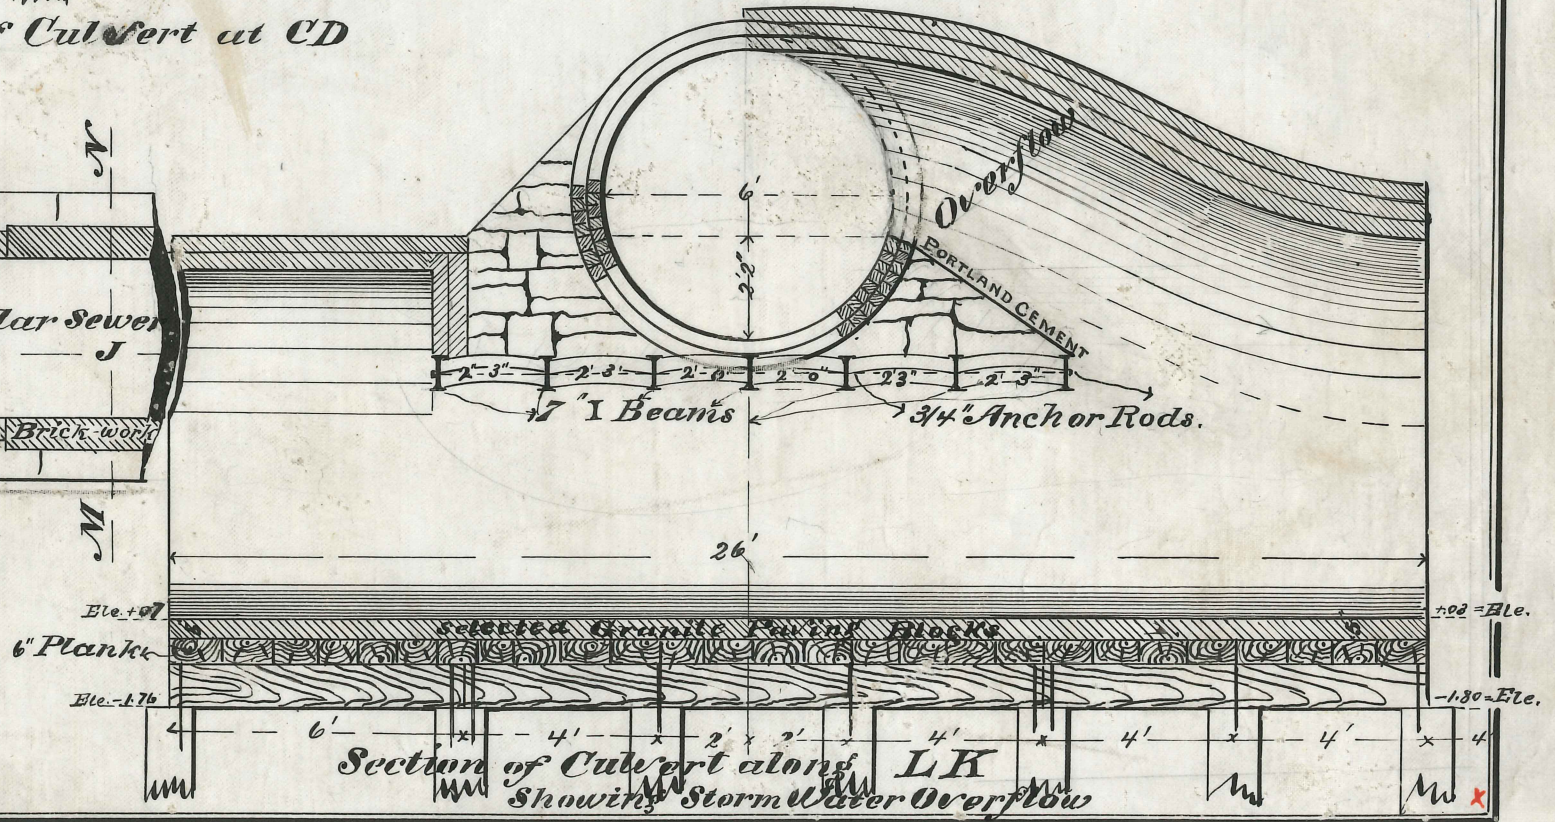 f Culvert at CD
N
Overflow
6'
PORTLAND CEMENT
2'2"
lar Sewer
J
2'-3" 2'-3" 2'-0" 2'-0" 2'3" 2'-3"
7" I Beams 3/4" Anchor Rods.
Brick-work
M
26'
Ele. +.07 +.03 = Ele.
selected Granite Paving Blocks
6" Plank
Ele.-1.76 -1.80=Ele.
6' x 4' x 2' x 2' x 4' x 4' x 4' x 4'
Section of Culvert along LK
Showing Storm Water Overflow
x